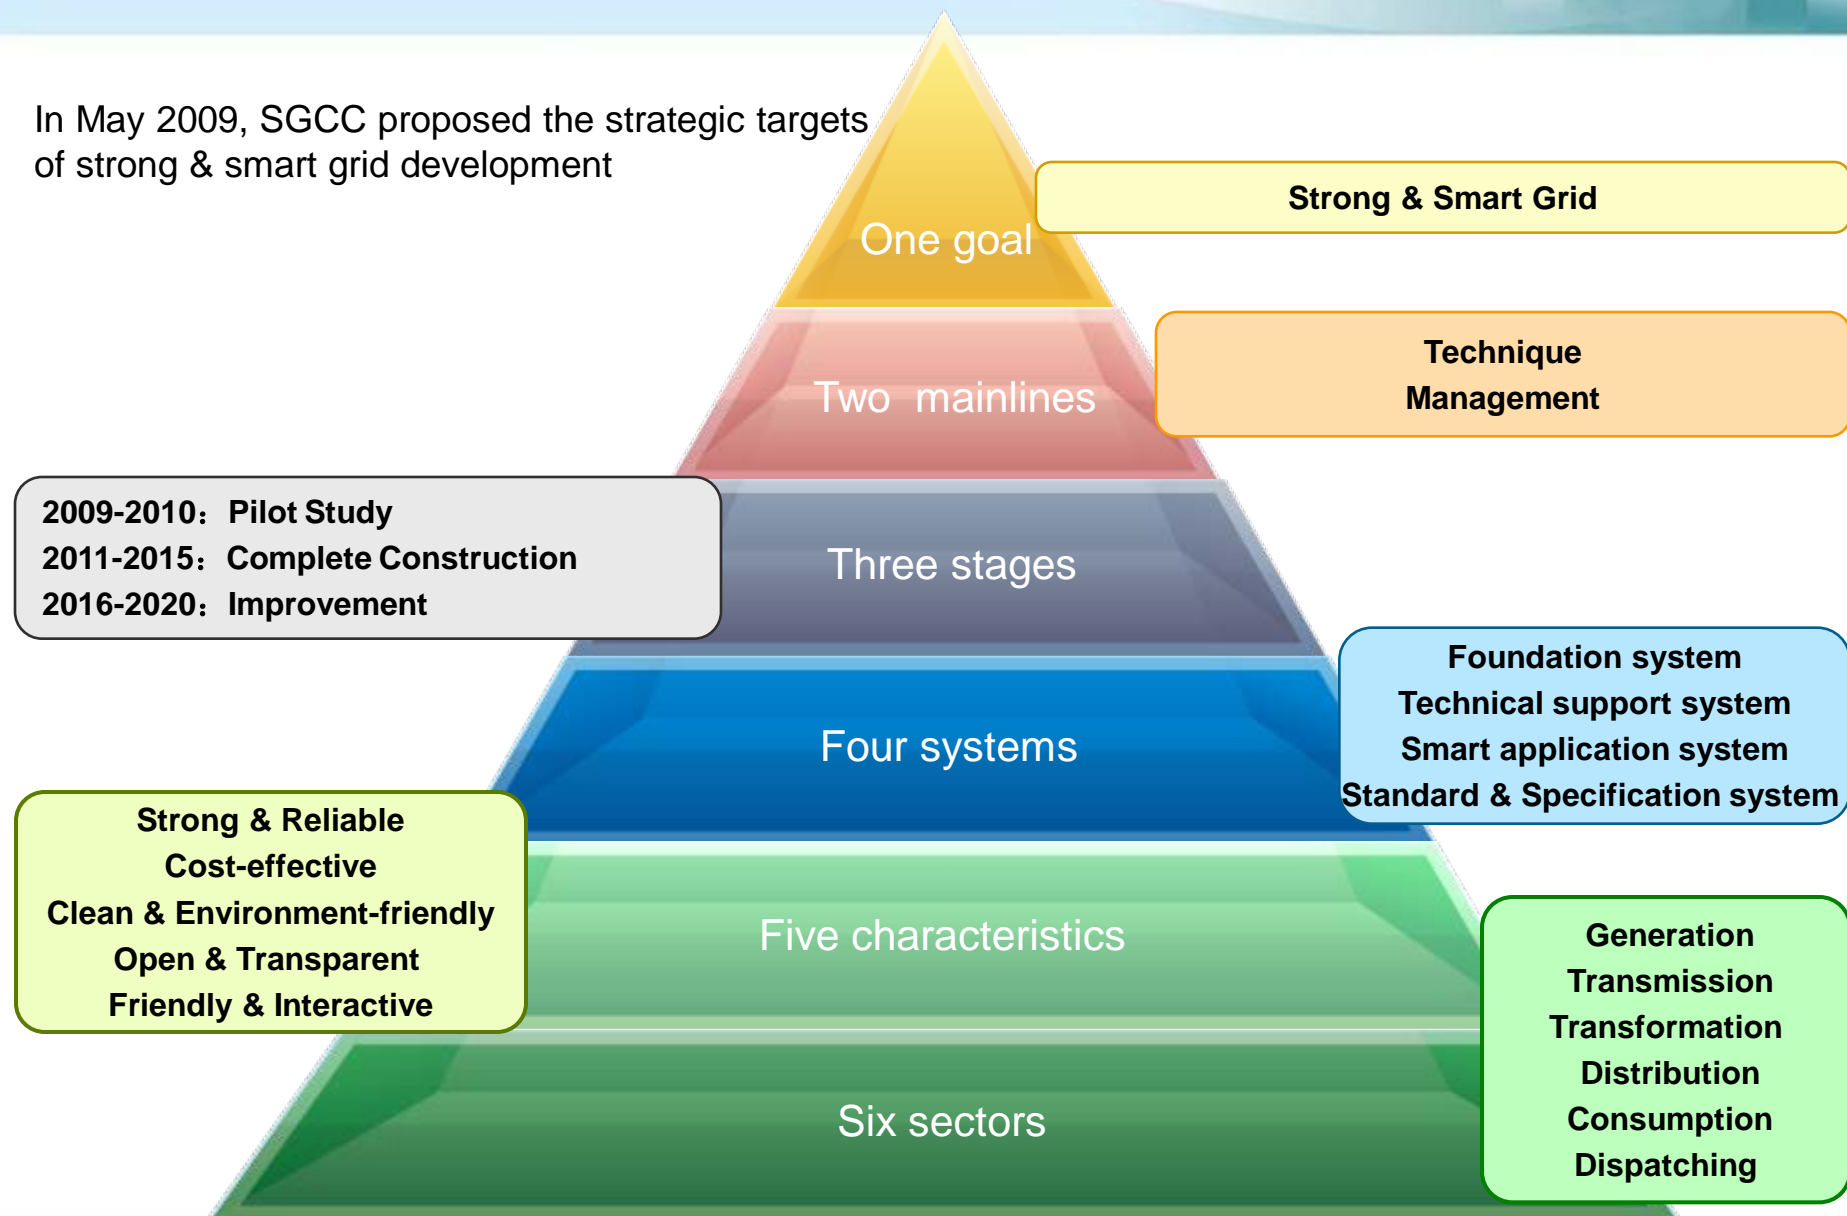 In May 2009, SGCC proposed the strategic targets
of strong & smart grid development
One goal
Strong & Smart Grid
Two  mainlines
Technique
Management
Three stages
2009-2010：Pilot Study
2011-2015：Complete Construction
2016-2020：Improvement
Four systems
Foundation system
Technical support system
Smart application system
Standard & Specification system
Five characteristics
Strong & Reliable
Cost-effective
Clean & Environment-friendly
Open & Transparent
Friendly & Interactive
Six sectors
Generation
Transmission
Transformation
Distribution
Consumption
Dispatching